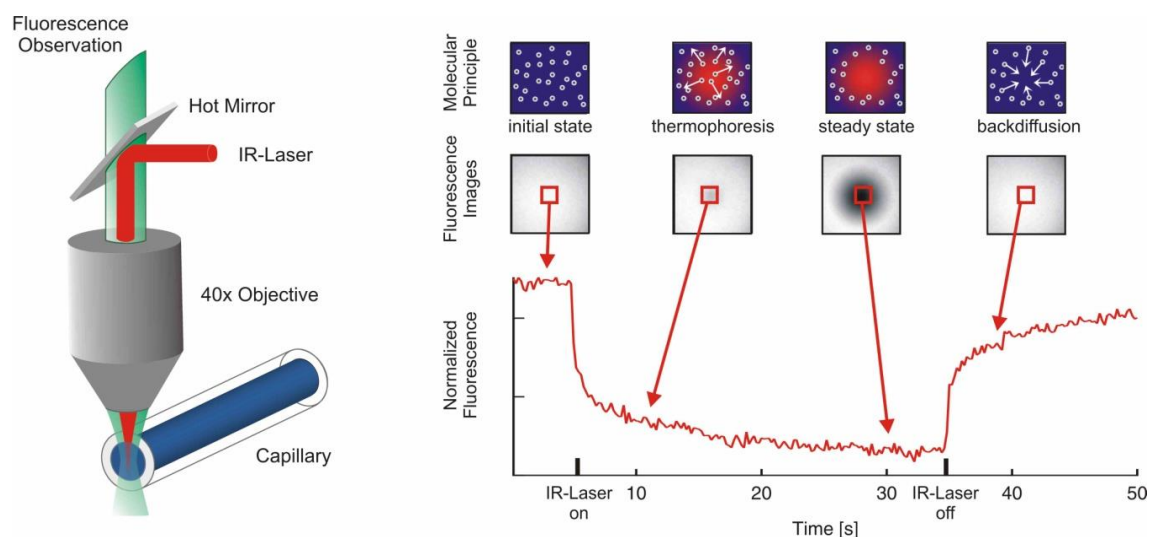 Fluorescence
Observation
Hot Mirror
IR-Laser
40x Objective
Capillary
Molecular
Principle
initial state
thermophoresis
steady state
backdiffusion
Fluorescence
Images
Normalized
Fluorescence
IR-Laser
on
10
20
30
IR-Laser
off
40
50
Time [s]